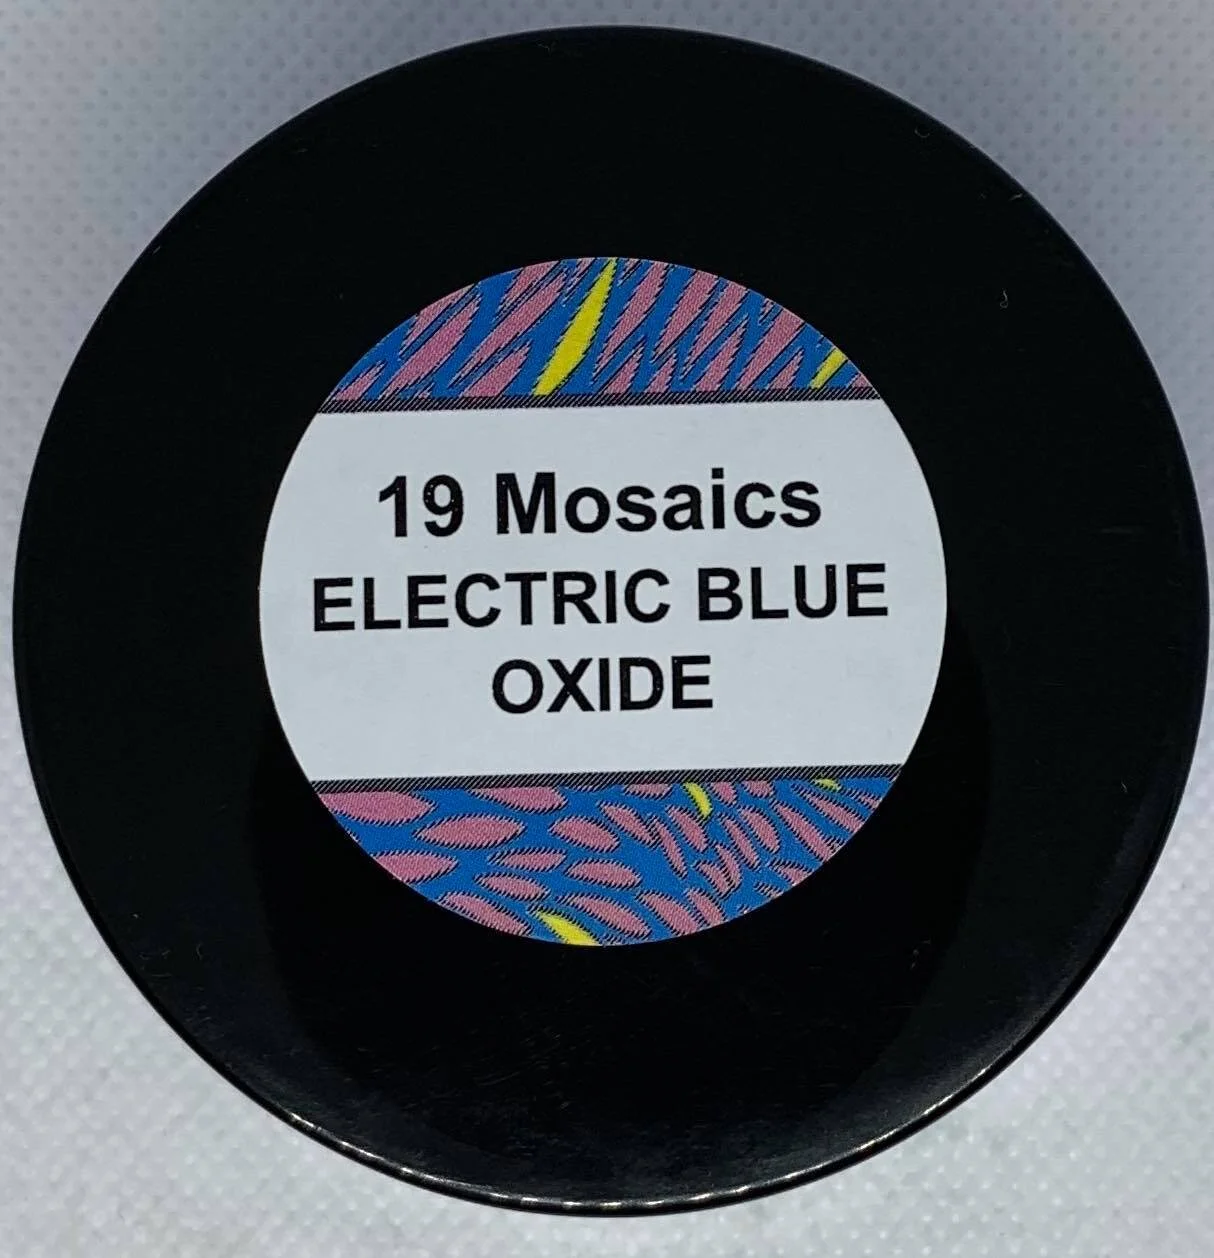 19 Mosaics
ELECTRIC BLUE
OXIDE